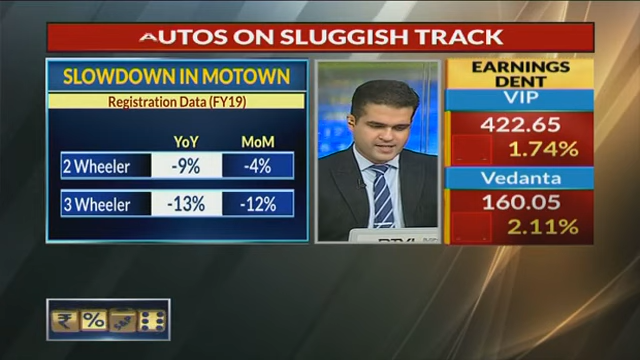 AUTOS ON SLUGGISH TRACK
SLOWDOWN IN MOTOWN
Registration Data (FY19)
YoY MoM
2 Wheeler -9% -4%
3 Wheeler -13% -12%
EARNINGS
DENT
VIP
422.65
1.74%
Vedanta
160.05
2.11%
₹ %